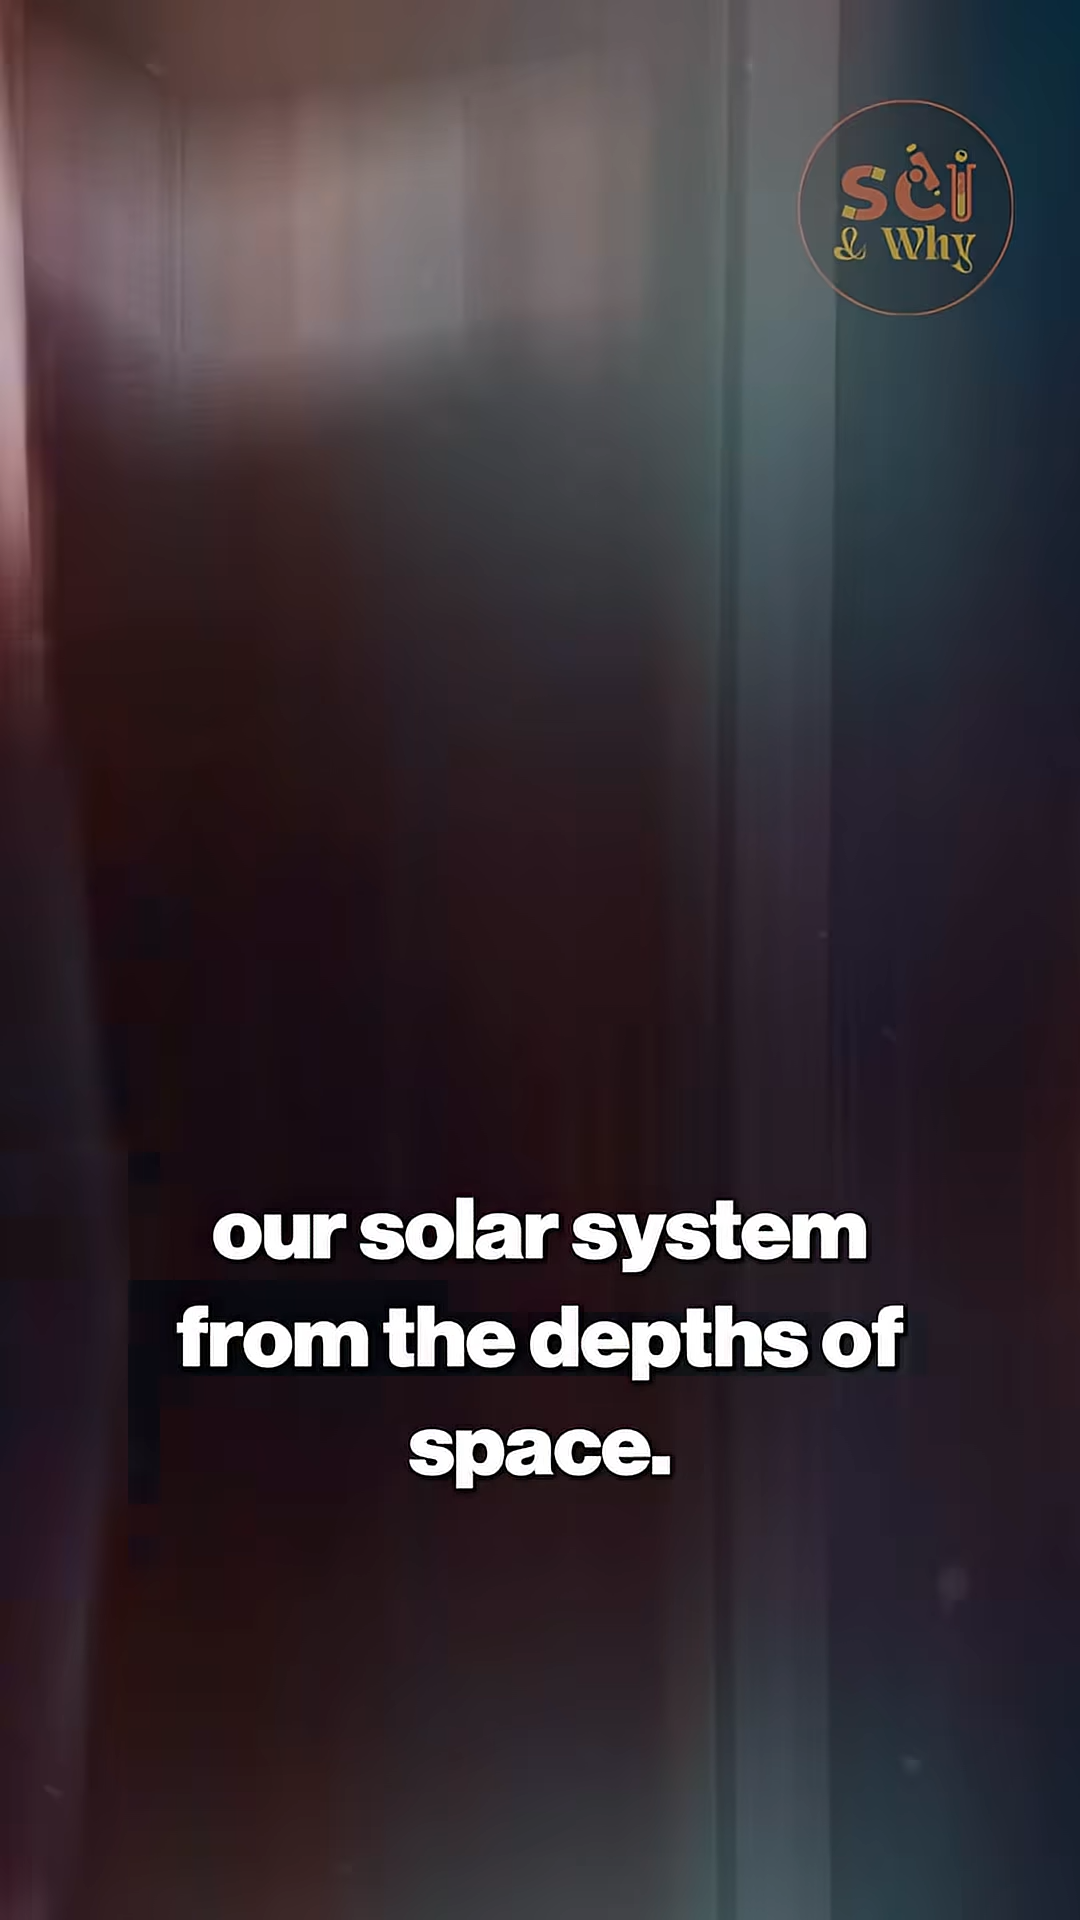 sci
& Why
our solar system
from the depths of
space.